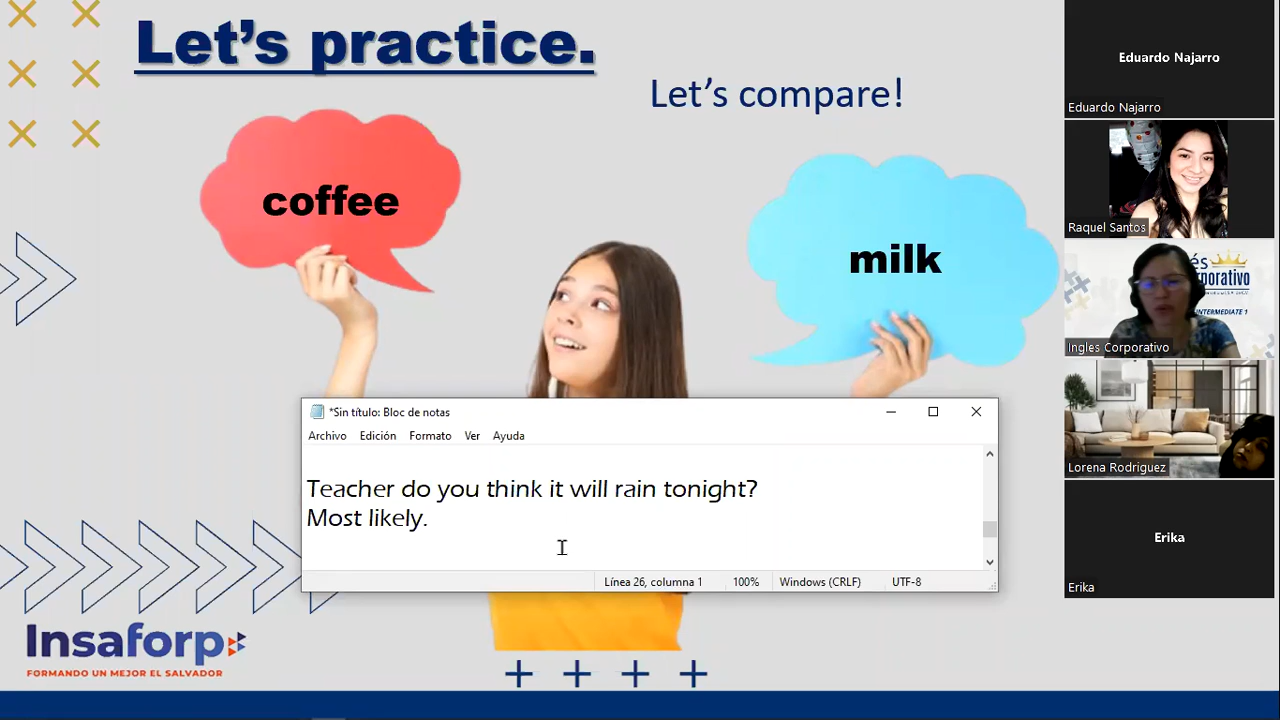 Let's practice.
Let's compare!
coffee
milk
*Sin título: Bloc de notas
Archivo Edición Formato Ver Ayuda
Teacher do you think it will rain tonight?
Most likely.
Línea 26, columna 1 100% Windows (CRLF) UTF-8
Insaforp
FORMANDO UN MEJOR EL SALVADOR
Eduardo Najarro
Eduardo Najarro
Raquel Santos
INTERMEDIATE 1
Ingles Corporativo
Lorena Rodriguez
Erika
Erika